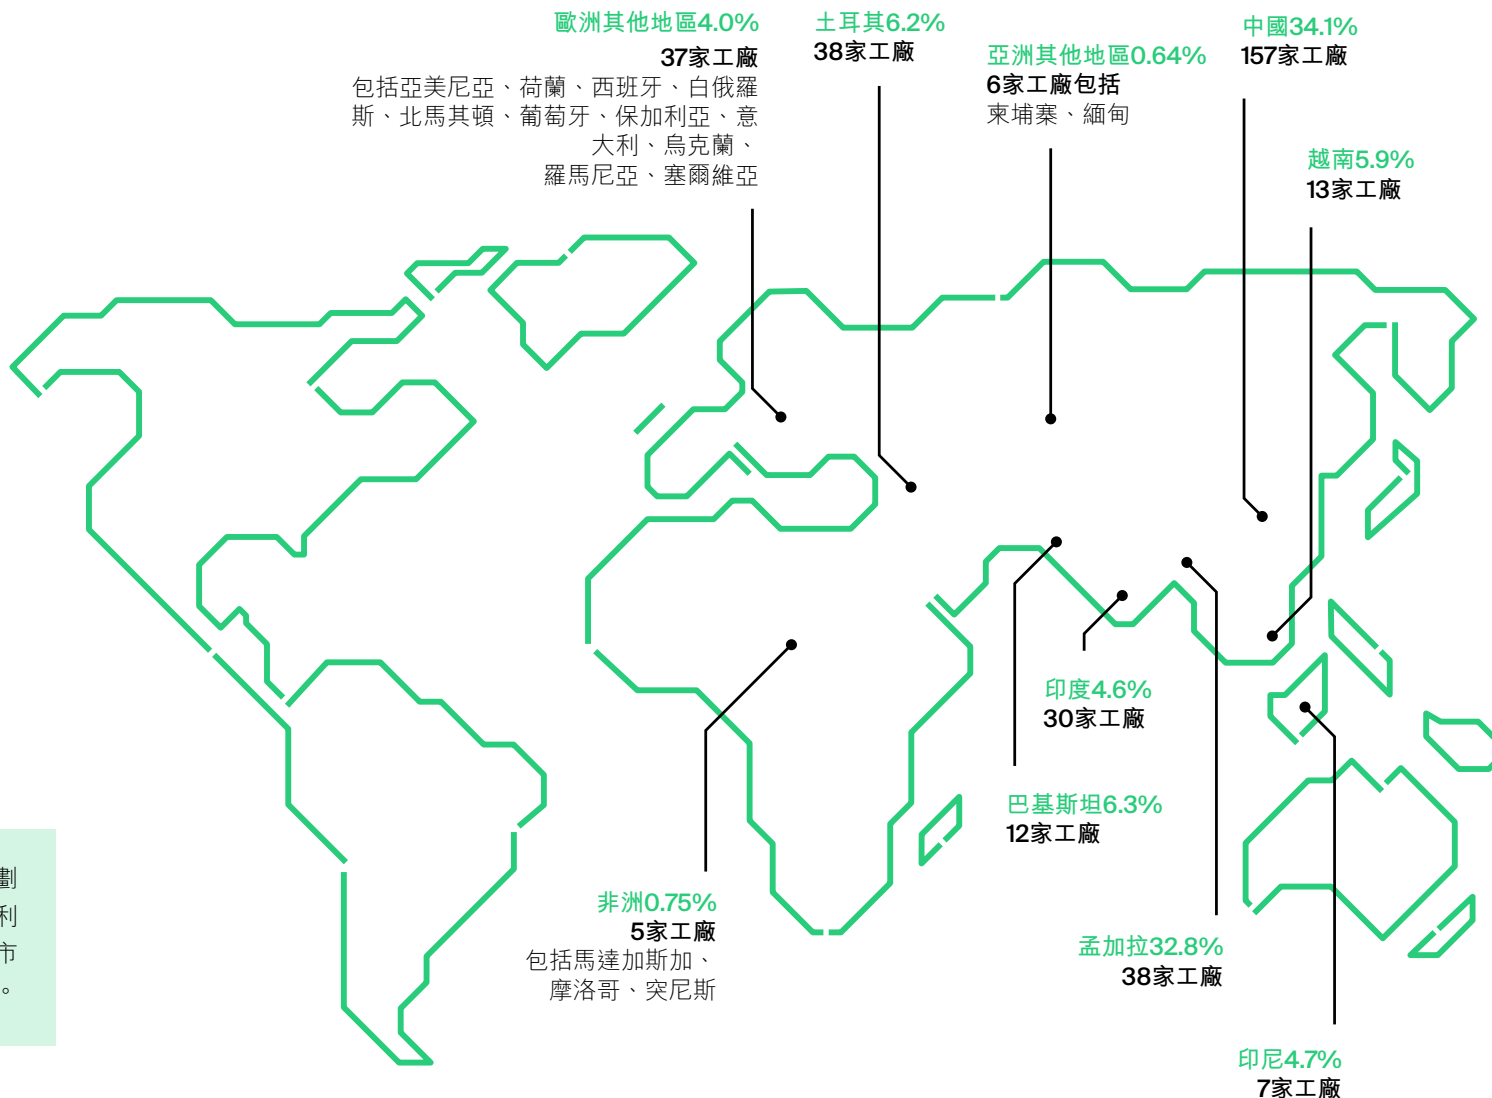 歐洲其他地區4.0%
37家工廠
包括亞美尼亞、荷蘭、西班牙、白俄羅
斯、北馬其頓、葡萄牙、保加利亞、意
大利、烏克蘭、
羅馬尼亞、塞爾維亞
土耳其6.2%
38家工廠
亞洲其他地區0.64%
6家工廠包括
柬埔寨、緬甸
中國34.1%
157家工廠
越南5.9%
13家工廠
印度4.6%
30家工廠
巴基斯坦6.3%
12家工廠
非洲0.75%
5家工廠
包括馬達加斯加、
摩洛哥、突尼斯
孟加拉32.8%
38家工廠
印尼4.7%
7家工廠
劃
利
市
。